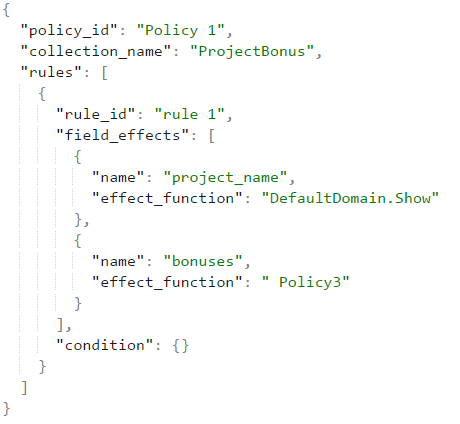 {
  "policy_id": "Policy 1",
  "collection_name": "ProjectBonus",
  "rules": [
    {
      "rule_id": "rule 1",
      "field_effects": [
        {
          "name": "project_name",
          "effect_function": "DefaultDomain.Show"
        },
        {
          "name": "bonuses",
          "effect_function": " Policy3"
        }
      ],
      "condition": {}
    }
  ]
}